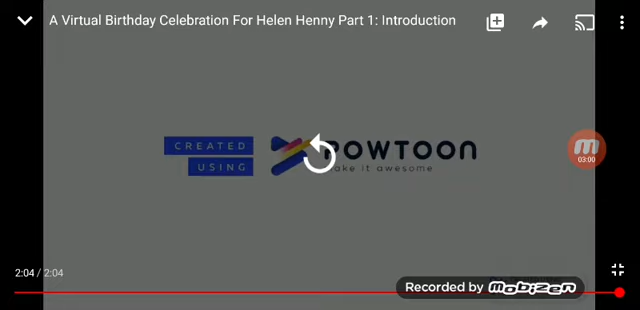 A Virtual Birthday Celebration For Helen Henny Part 1: Introduction
CREATED
USING
POWTOON
make it awesome
03:00
2:04 / 2:04
Recorded by Mobizen